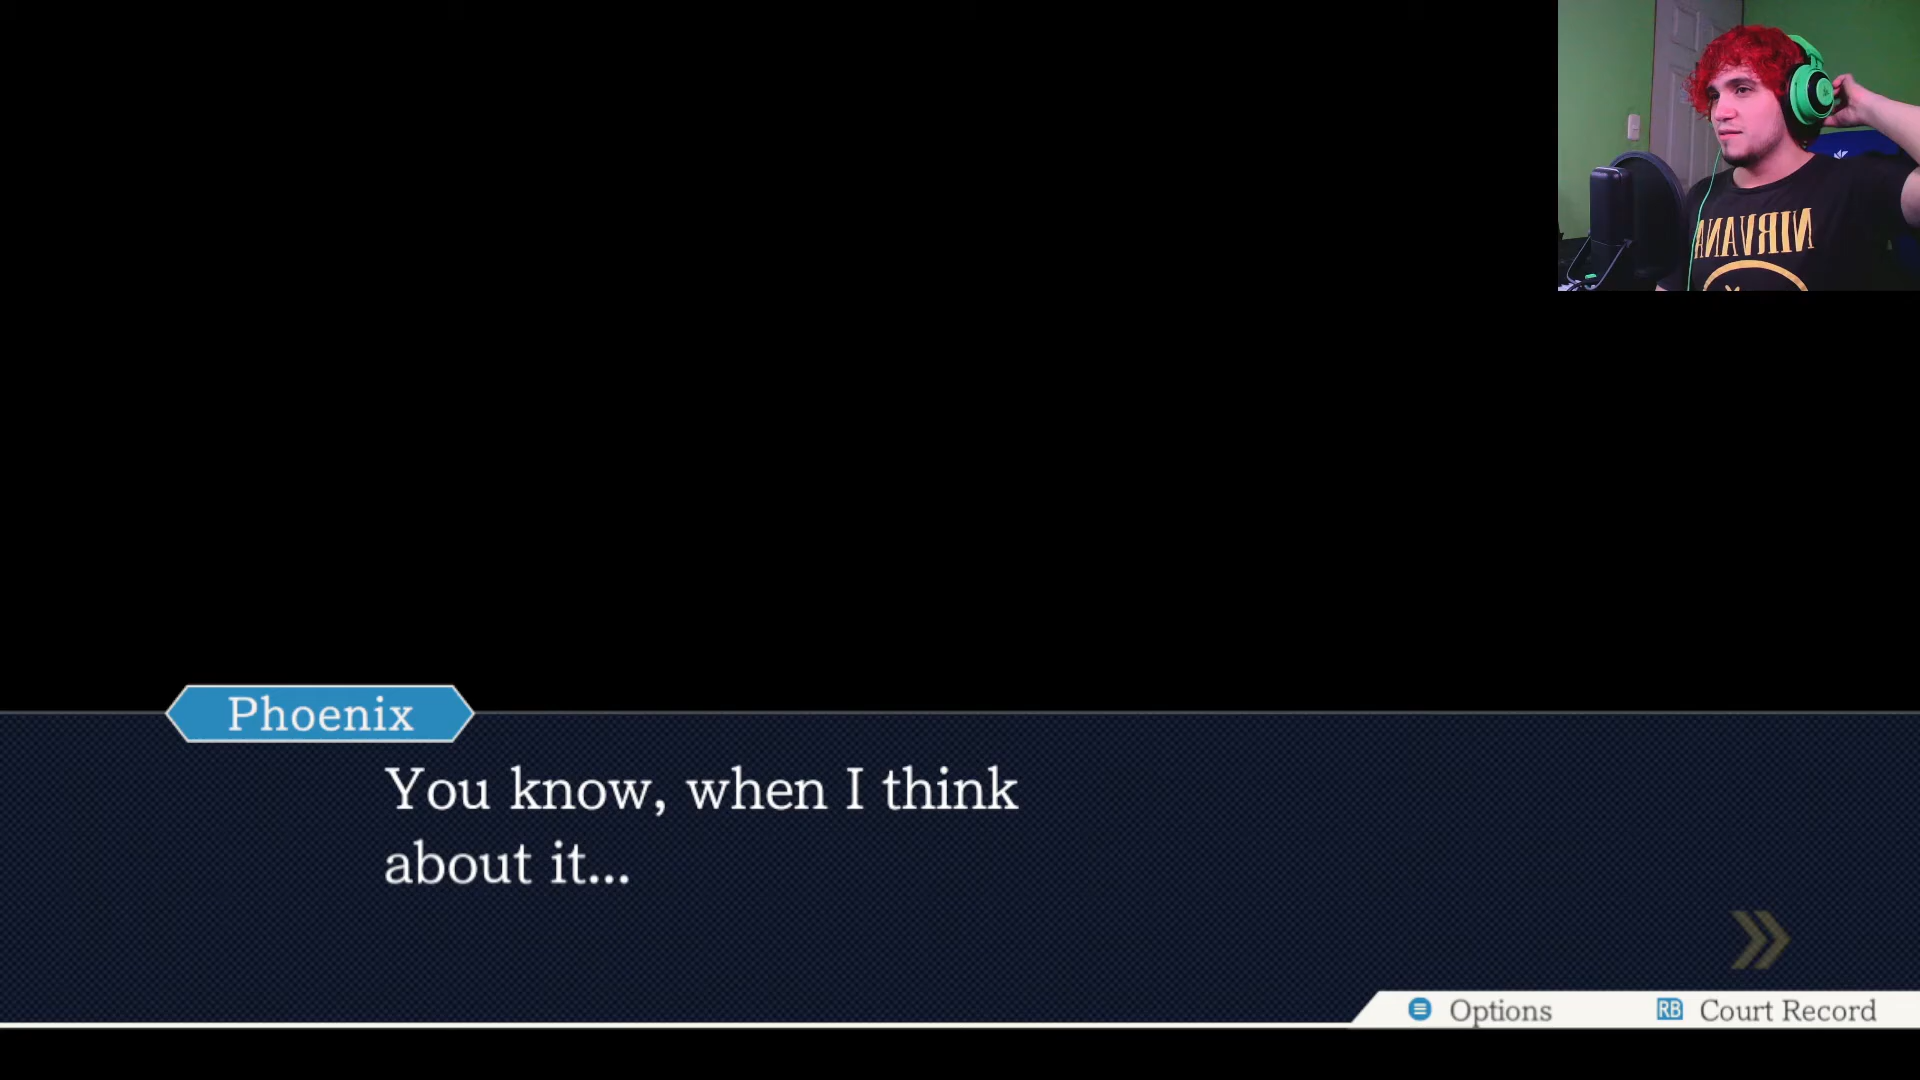 NIRVANA
Phoenix
You know, when I think
about it...
Options
RB Court Record